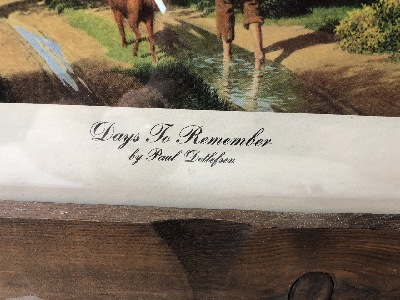 Days To Remember
by Paul Detlefsen